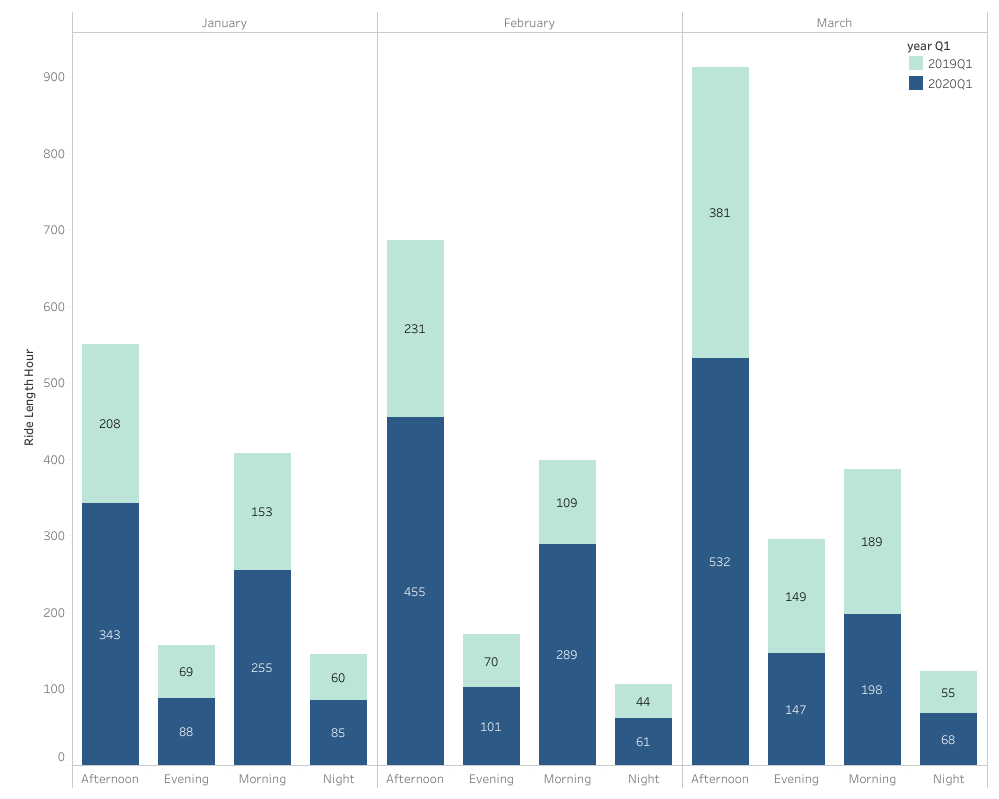 January February March
year Q1
2019Q1
2020Q1
Ride Length Hour
900
800
700
600
500
400
300
200
100
0
208 69 153 60 231 70 109 44 381 149 189 55
343 88 255 85 455 101 289 61 532 147 198 68
Afternoon Evening Morning Night Afternoon Evening Morning Night Afternoon Evening Morning Night